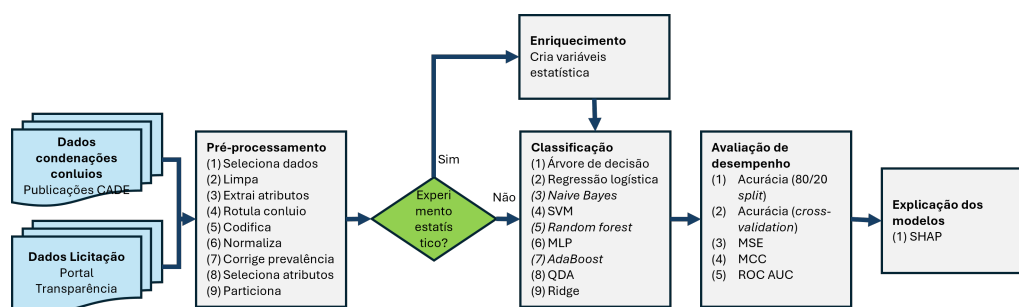 Dados
condenações
conluios
Publicações CADE
Dados Licitação
Portal
Transparência
Pré-processamento
(1) Seleciona dados
(2) Limpa
(3) Extrai atributos
(4) Rotula conluio
(5) Codifica
(6) Normaliza
(7) Corrige prevalência
(8) Seleciona atributos
(9) Particiona
Experi
mento
estatís
tico?
Sim
Não
Enriquecimento
Cria variáveis
estatística
Classificação
(1) Árvore de decisão
(2) Regressão logística
(3) Naive Bayes
(4) SVM
(5) Random forest
(6) MLP
(7) AdaBoost
(8) QDA
(9) Ridge
Avaliação de
desempenho
(1) Acurácia (80/20
split)
(2) Acurácia (cross-
validation)
(3) MSE
(4) MCC
(5) ROC AUC
Explicação dos
modelos
(1) SHAP